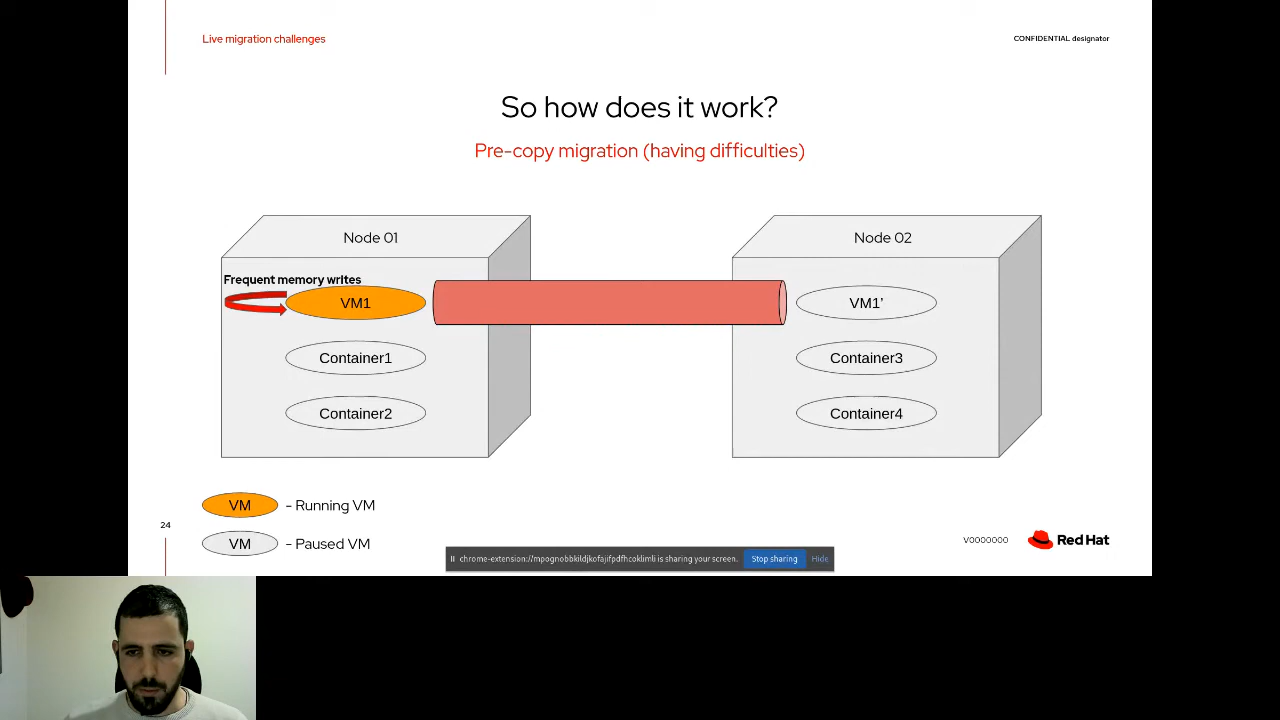 Live migration challenges
CONFIDENTIAL designator
So how does it work?
Pre-copy migration (having difficulties)
Node 01
Node 02
Frequent memory writes
VM1
VM1’
Container1
Container3
Container2
Container4
VM - Running VM
24
VM - Paused VM
V0000000
Red Hat
chrome-extension://mpognobbkildjkofajifpdfhcoklimli is sharing your screen. Stop sharing Hide